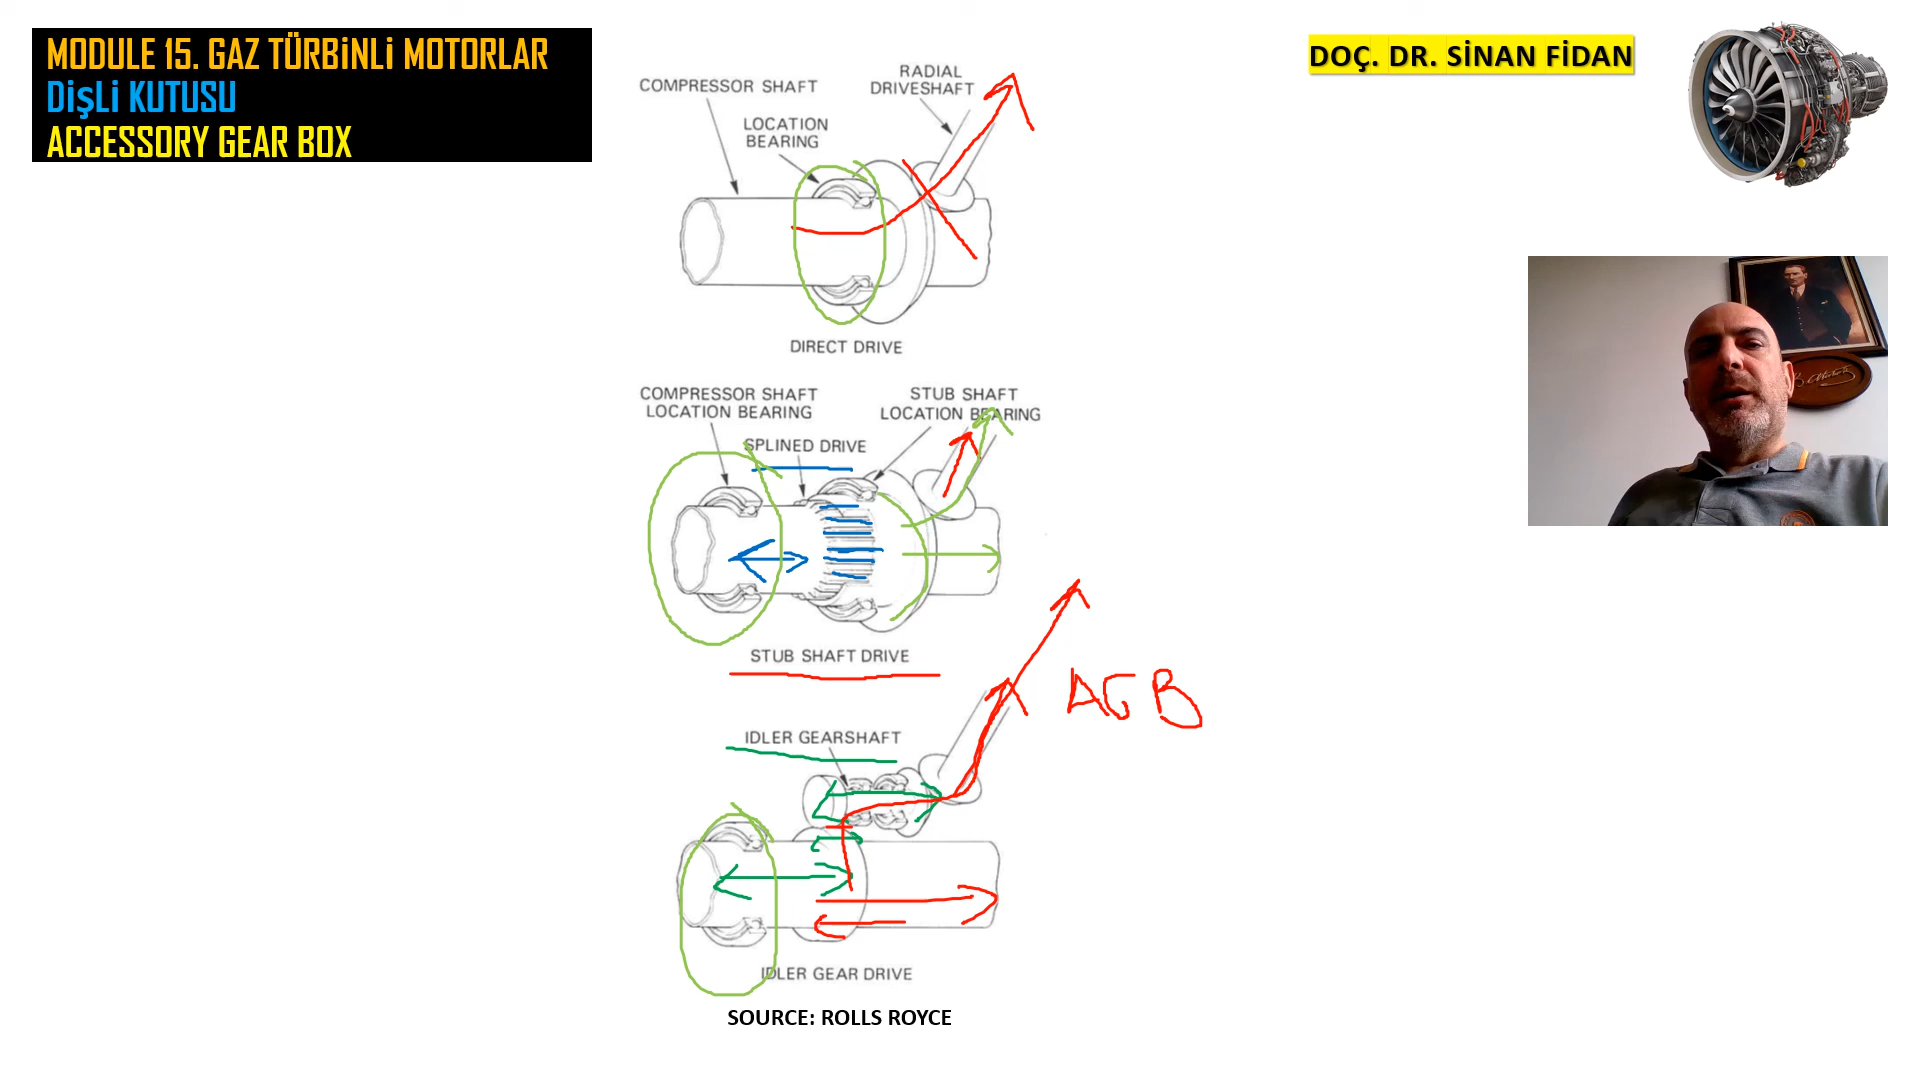 MODULE 15. GAZ TÜRBiNLi MOTORLAR
DişLi KUTUSU
ACCESSORY GEAR BOX
DOÇ. DR. SİNAN FİDAN
COMPRESSOR SHAFT
RADIAL
DRIVESHAFT
LOCATION
BEARING
DIRECT DRIVE
COMPRESSOR SHAFT
LOCATION BEARING
STUB SHAFT
LOCATION BEARING
SPLINED DRIVE
STUB SHAFT DRIVE
AGB
IDLER GEARSHAFT
IDLER GEAR DRIVE
SOURCE: ROLLS ROYCE